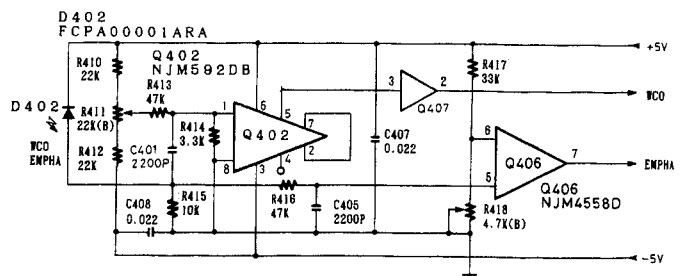 D402
FCPA00001ARA
Q402
NJM592DB
+5V
R410
22K
R413
47K
R417
33K
D402
R411
22K(B)
WCO
EMPHA
R412
22K
C401
2200P
R414
3.3K
1
8
6
5
7
2
4
3
Q402
3
2
Q407
WCO
C407
0.022
6
5
7
Q406
EMPHA
Q406
NJM4558D
C408
0.022
R415
10K
R416
47K
C405
2200P
R418
4.7K(B)
-5V